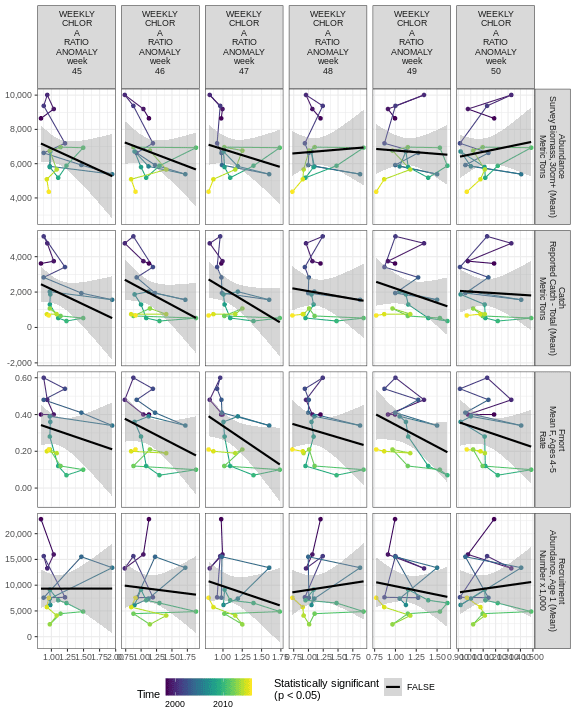 WEEKLY CHLOR A RATIO ANOMALY week 45
WEEKLY CHLOR A RATIO ANOMALY week 46
WEEKLY CHLOR A RATIO ANOMALY week 47
WEEKLY CHLOR A RATIO ANOMALY week 48
WEEKLY CHLOR A RATIO ANOMALY week 49
WEEKLY CHLOR A RATIO ANOMALY week 50
10,000
8,000
6,000
4,000
Abundance
Survey Biomass, 30cm+ (Mean)
Metric Tons
4,000
2,000
0
-2,000
Catch
Reported Catch - Total (Mean)
Metric Tons
0.60
0.40
0.20
0.00
Fmort
Mean F, Ages 4-5
Rate
20,000
15,000
10,000
5,000
0
Recruitment
Abundance, Age 1 (Mean)
Number x 1,000
1.00 1.25 1.50 1.75
1.00 1.25 1.50 1.75
0.75 1.00 1.25 1.50 1.75
0.75 1.00 1.25 1.50 1.75
0.75 1.00 1.25 1.50
Time
2000 2010
Statistically significant
(p < 0.05)
FALSE